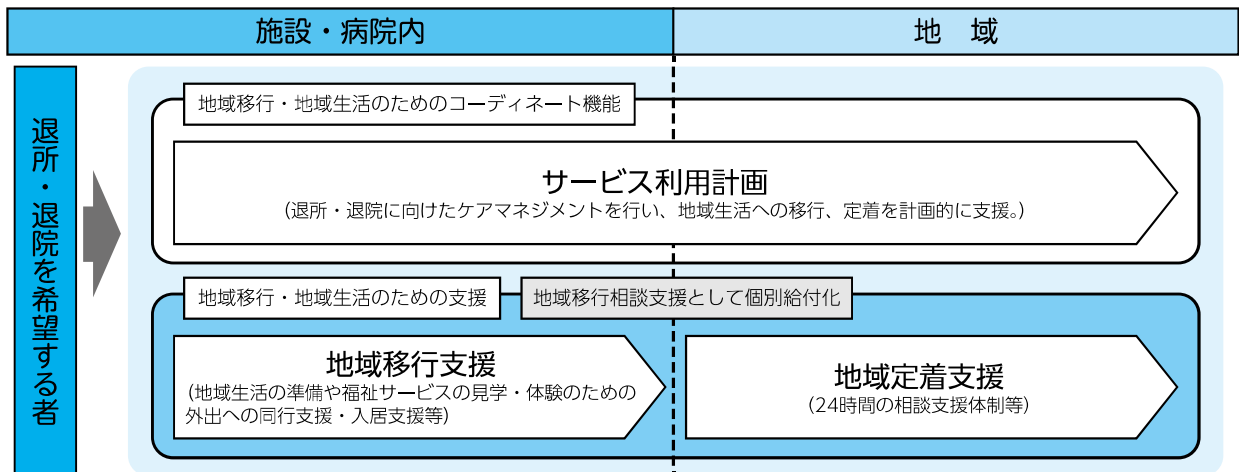 施設・病院内
地　域
退所・退院を希望する者
地域移行・地域生活のためのコーディネート機能
サービス利用計画
(退所・退院に向けたケアマネジメントを行い、地域生活への移行、定着を計画的に支援。)
地域移行・地域生活のための支援
地域移行相談支援として個別給付化
地域移行支援
(地域生活の準備や福祉サービスの見学・体験のための
外出への同行支援・入居支援等)
地域定着支援
(24時間の相談支援体制等)